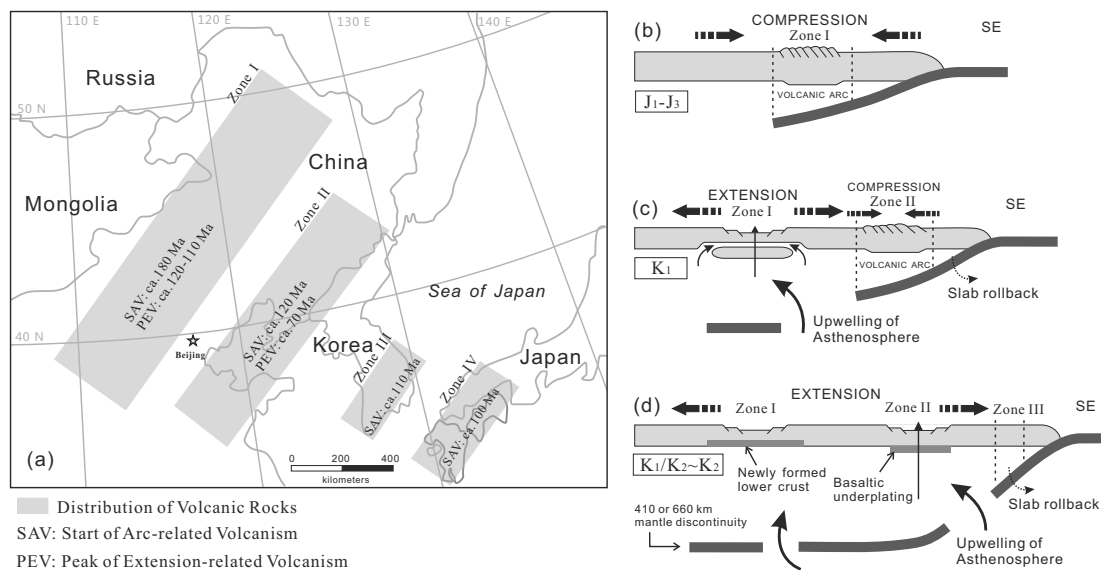 110 E
120 E
130 E
140 E
50 N
40 N
Russia
Mongolia
China
Korea
Japan
Sea of Japan
Beijing
Zone I
SAV: ca.180 Ma
PEV: ca.120-110 Ma
Zone II
SAV: ca.120 Ma
PEV: ca.70 Ma
Zone III
SAV: ca.110 Ma
Zone IV
SAV: ca.100 Ma
(a)
0 200 400
kilometers
Distribution of Volcanic Rocks
SAV: Start of Arc-related Volcanism
PEV: Peak of Extension-related Volcanism
(b)
COMPRESSION
Zone I
SE
VOLCANIC ARC
J1-J3
(c)
EXTENSION
Zone I
COMPRESSION
Zone II
SE
K1
VOLCANIC ARC
Slab rollback
Upwelling of
Asthenosphere
(d)
EXTENSION
Zone I
Zone II
Zone III
SE
K1/K2~K2
Newly formed
lower crust
Basaltic
underplating
Slab rollback
410 or 660 km
mantle discontinuity
Upwelling of
Asthenosphere